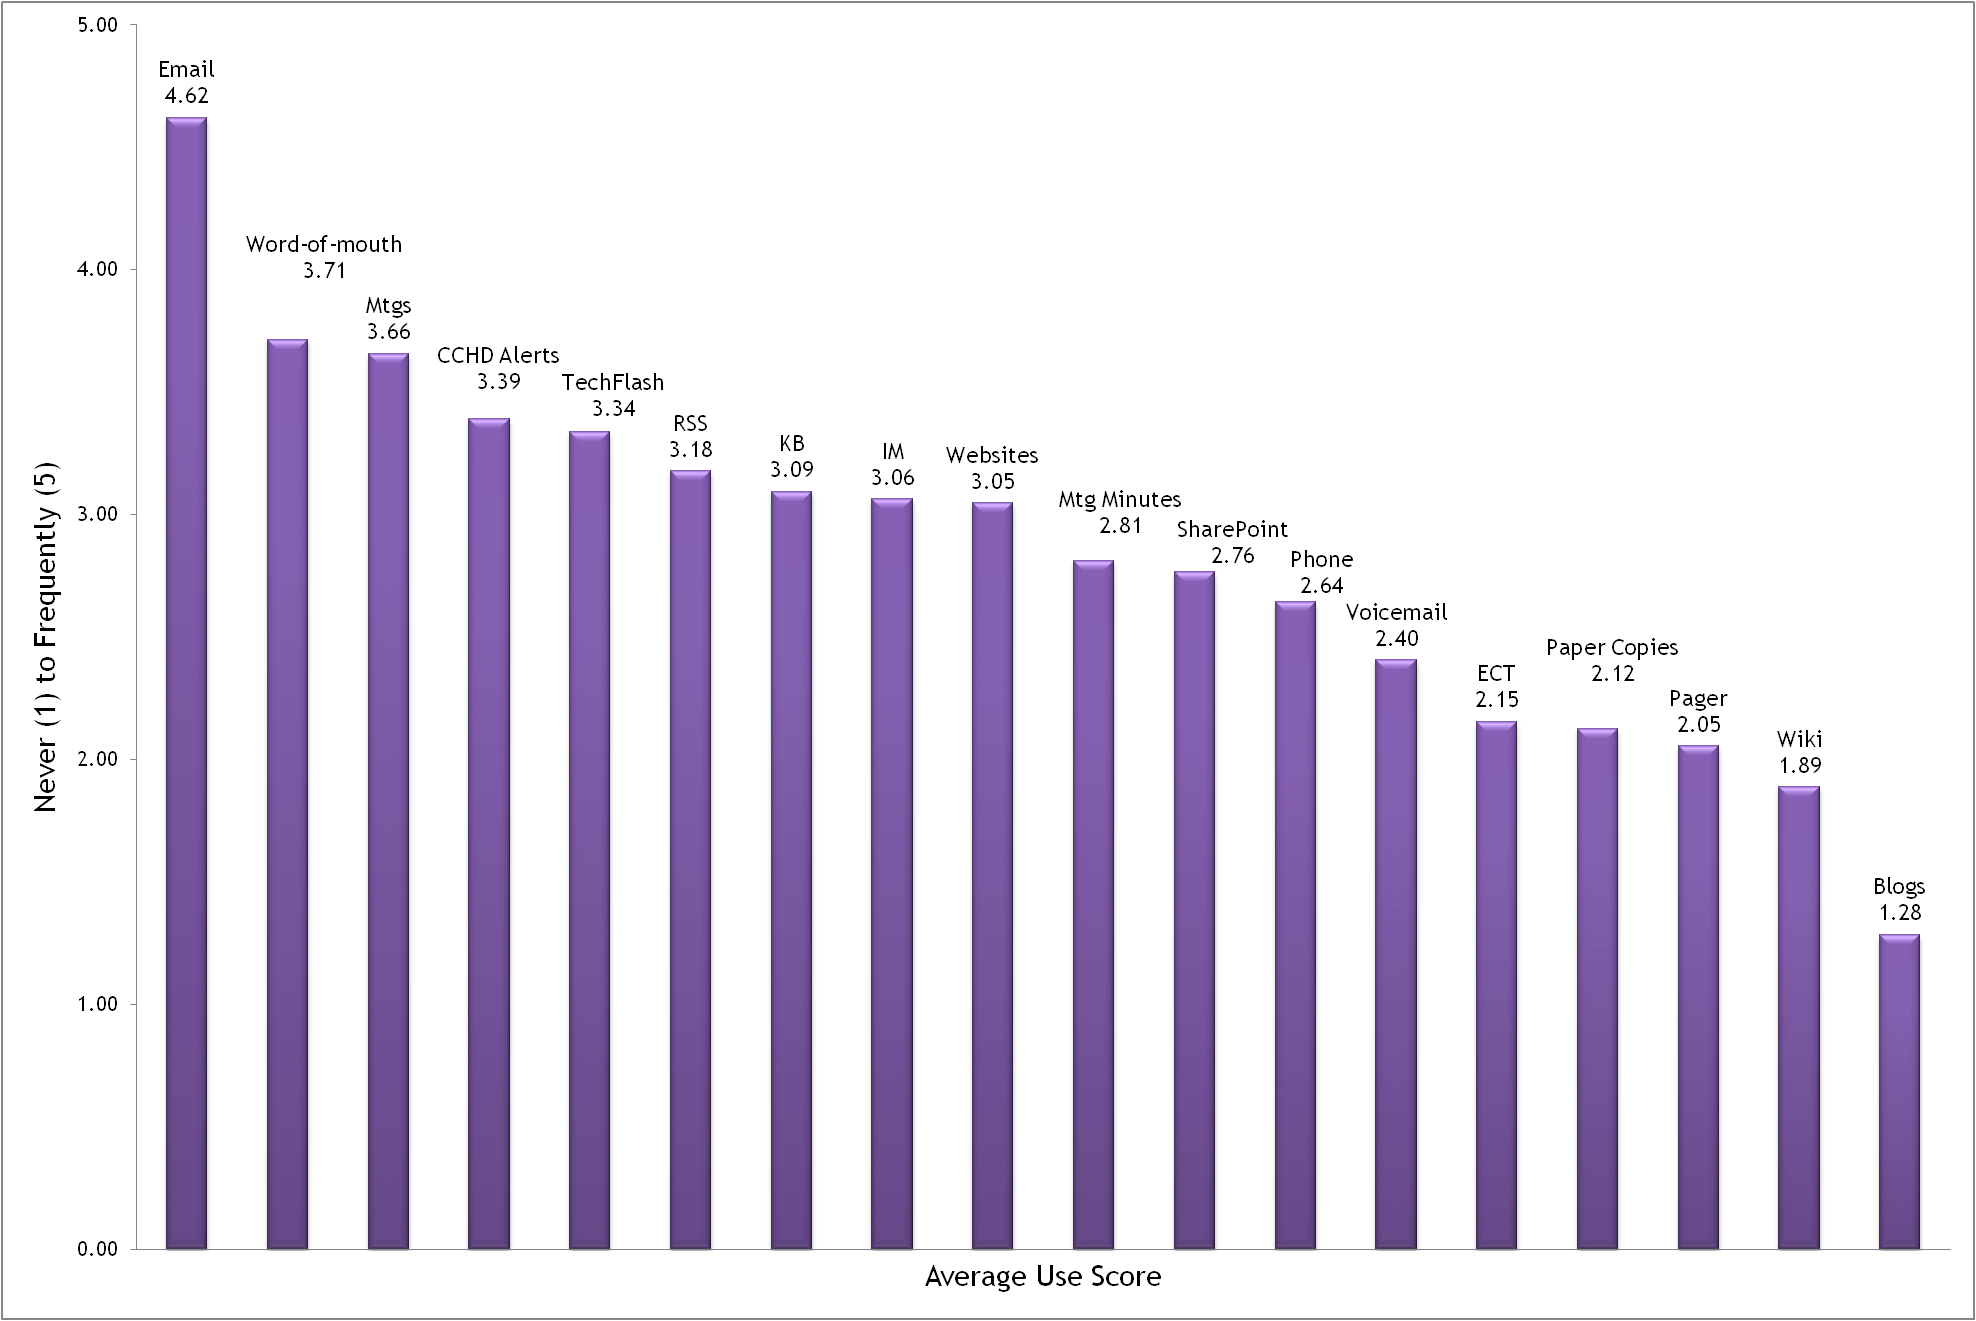 5.00
4.00
3.00
2.00
1.00
0.00
Never (1) to Frequently (5)
Email
4.62
Word-of-mouth
3.71
Mtgs
3.66
CCHD Alerts
3.39
TechFlash
3.34
RSS
3.18
KB
3.09
IM
3.06
Websites
3.05
Mtg Minutes
2.81
SharePoint
2.76
Phone
2.64
Voicemail
2.40
ECT
2.15
Paper Copies
2.12
Pager
2.05
Wiki
1.89
Blogs
1.28
Average Use Score